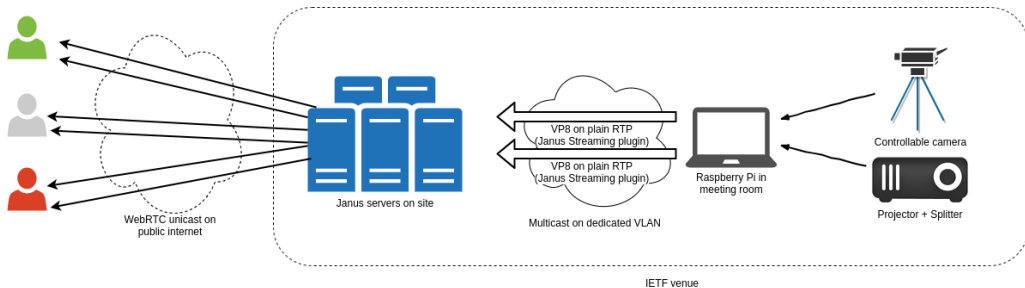 VP8 on plain RTP
(Janus Streaming plugin)
VP8 on plain RTP
(Janus Streaming plugin)
Controllable camera
Raspberry Pi in
meeting room
Janus servers on site
WebRTC unicast on
public internet
Multicast on dedicated VLAN
Projector + Splitter
IETF venue